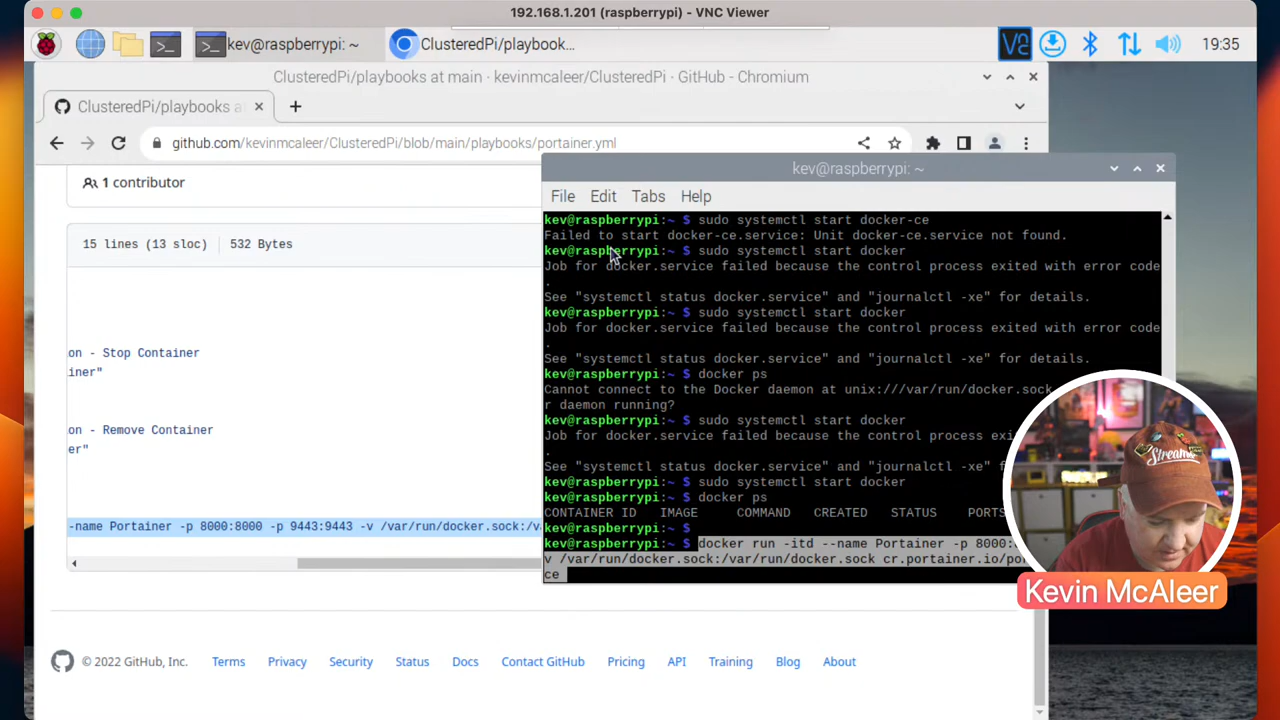 192.168.1.201 (raspberrypi) - VNC Viewer
kev@raspberrypi: ~
ClusteredPi/playbook...
19:35
ClusteredPi/playbooks at main · kevinmcaleer/ClusteredPi · GitHub - Chromium
ClusteredPi/playbooks a
github.com/kevinmcaleer/ClusteredPi/blob/main/playbooks/portainer.yml
1 contributor
15 lines (13 sloc)
532 Bytes
on - Stop Container
iner"
on - Remove Container
er"
-name Portainer -p 8000:8000 -p 9443:9443 -v /var/run/docker.sock:/v
kev@raspberrypi: ~
File Edit Tabs Help
kev@raspberrypi:~ $ sudo systemctl start docker-ce
Failed to start docker-ce.service: Unit docker-ce.service not found.
kev@raspberrypi:~ $ sudo systemctl start docker
Job for docker.service failed because the control process exited with error code
.
See "systemctl status docker.service" and "journalctl -xe" for details.
kev@raspberrypi:~ $ sudo systemctl start docker
Job for docker.service failed because the control process exited with error code
.
See "systemctl status docker.service" and "journalctl -xe" for details.
kev@raspberrypi:~ $ docker ps
Cannot connect to the Docker daemon at unix:///var/run/docker.sock.
r daemon running?
kev@raspberrypi:~ $ sudo systemctl start docker
Job for docker.service failed because the control process exi
.
See "systemctl status docker.service" and "journalctl -xe" f
kev@raspberrypi:~ $ sudo systemctl start docker
kev@raspberrypi:~ $ docker ps
CONTAINER ID IMAGE COMMAND CREATED STATUS PORTS
kev@raspberrypi:~ $
kev@raspberrypi:~ $ docker run -itd --name Portainer -p 8000:
v /var/run/docker.sock:/var/run/docker.sock cr.portainer.io/por
ce
Kevin McAleer
© 2022 GitHub, Inc.
Terms
Privacy
Security
Status
Docs
Contact GitHub
Pricing
API
Training
Blog
About